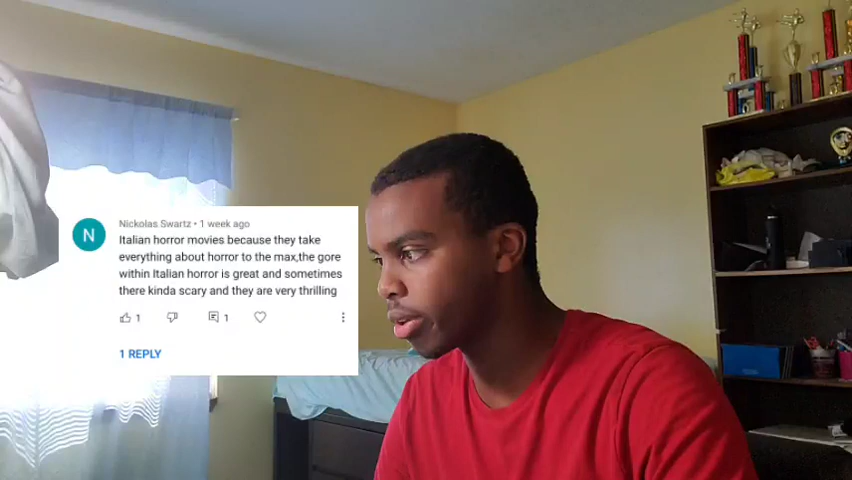 N
Nickolas Swartz • 1 week ago
Italian horror movies because they take
everything about horror to the max,the gore
within Italian horror is great and sometimes
there kinda scary and they are very thrilling
1
1
1 REPLY